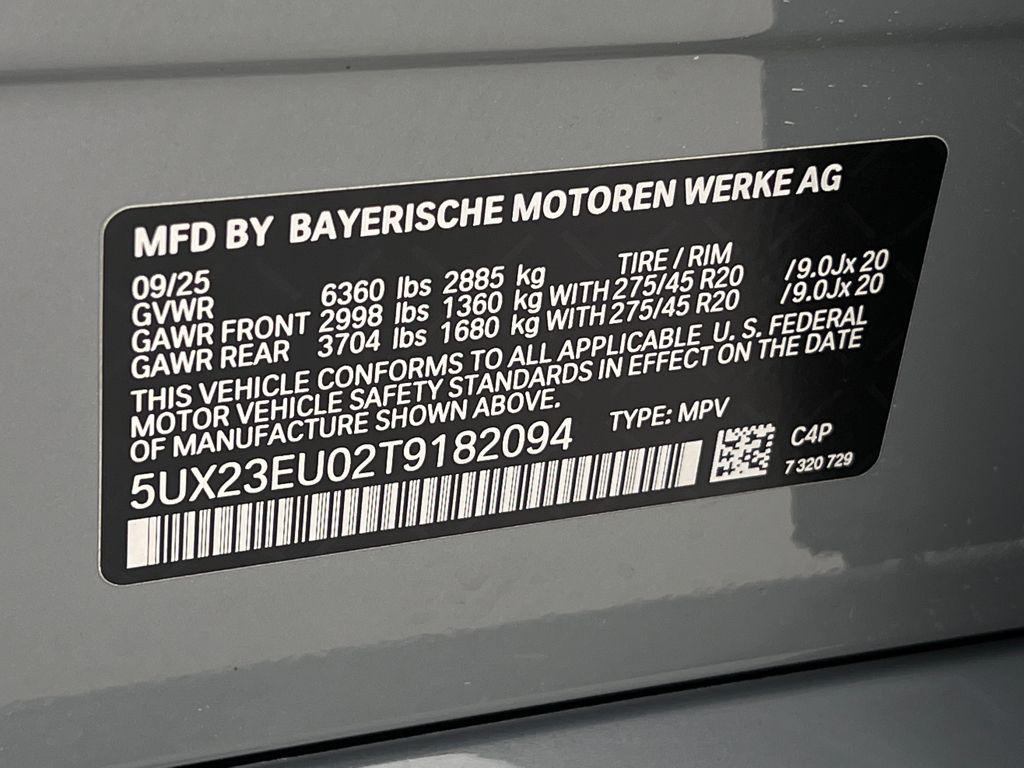 MFD BY BAYERISCHE MOTOREN WERKE AG
09/25 TIRE / RIM
GVWR 6360 lbs 2885 kg
GAWR FRONT 2998 lbs 1360 kg WITH 275/45 R20 /9.0Jx 20
GAWR REAR 3704 lbs 1680 kg WITH 275/45 R20 /9.0Jx 20
THIS VEHICLE CONFORMS TO ALL APPLICABLE U. S. FEDERAL
MOTOR VEHICLE SAFETY STANDARDS IN EFFECT ON THE DATE
OF MANUFACTURE SHOWN ABOVE.
5UX23EU02T9182094 TYPE: MPV
C4P
7 320 729